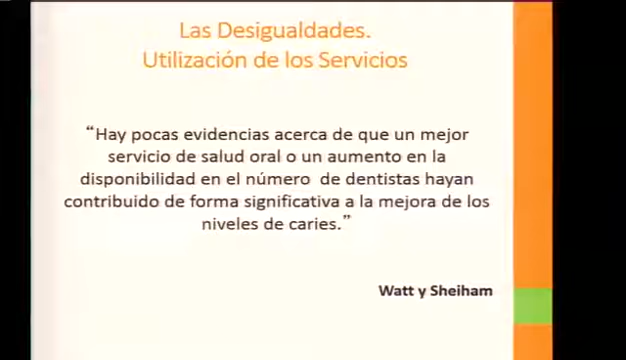 Las Desigualdades.
Utilización de los Servicios
“Hay pocas evidencias acerca de que un mejor
servicio de salud oral o un aumento en la
disponibilidad en el número de dentistas hayan
contribuido de forma significativa a la mejora de los
niveles de caries.”
Watt y Sheiham